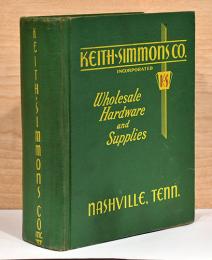 KEITH·SIMMONS CO.
INCORPORATED
K-S
Wholesale
Hardware
and
Supplies
NASHVILLE, TENN.
KEITH·SIMMONS CO